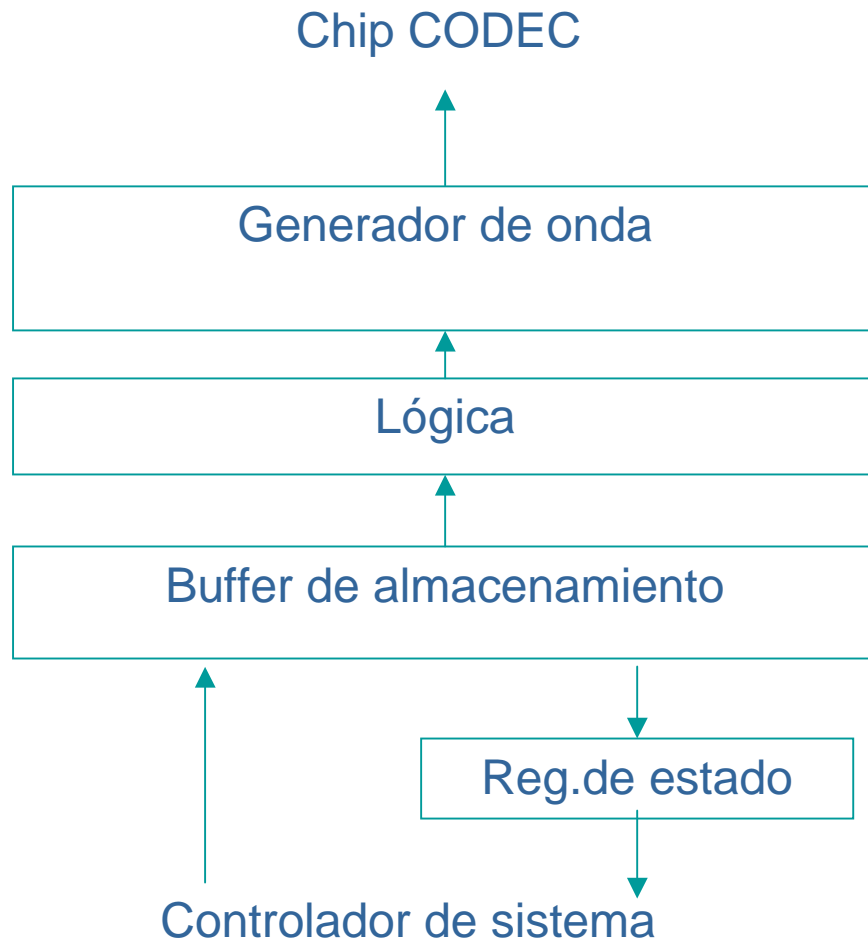 Chip CODEC
Generador de onda
Lógica
Buffer de almacenamiento
Reg.de estado
Controlador de sistema